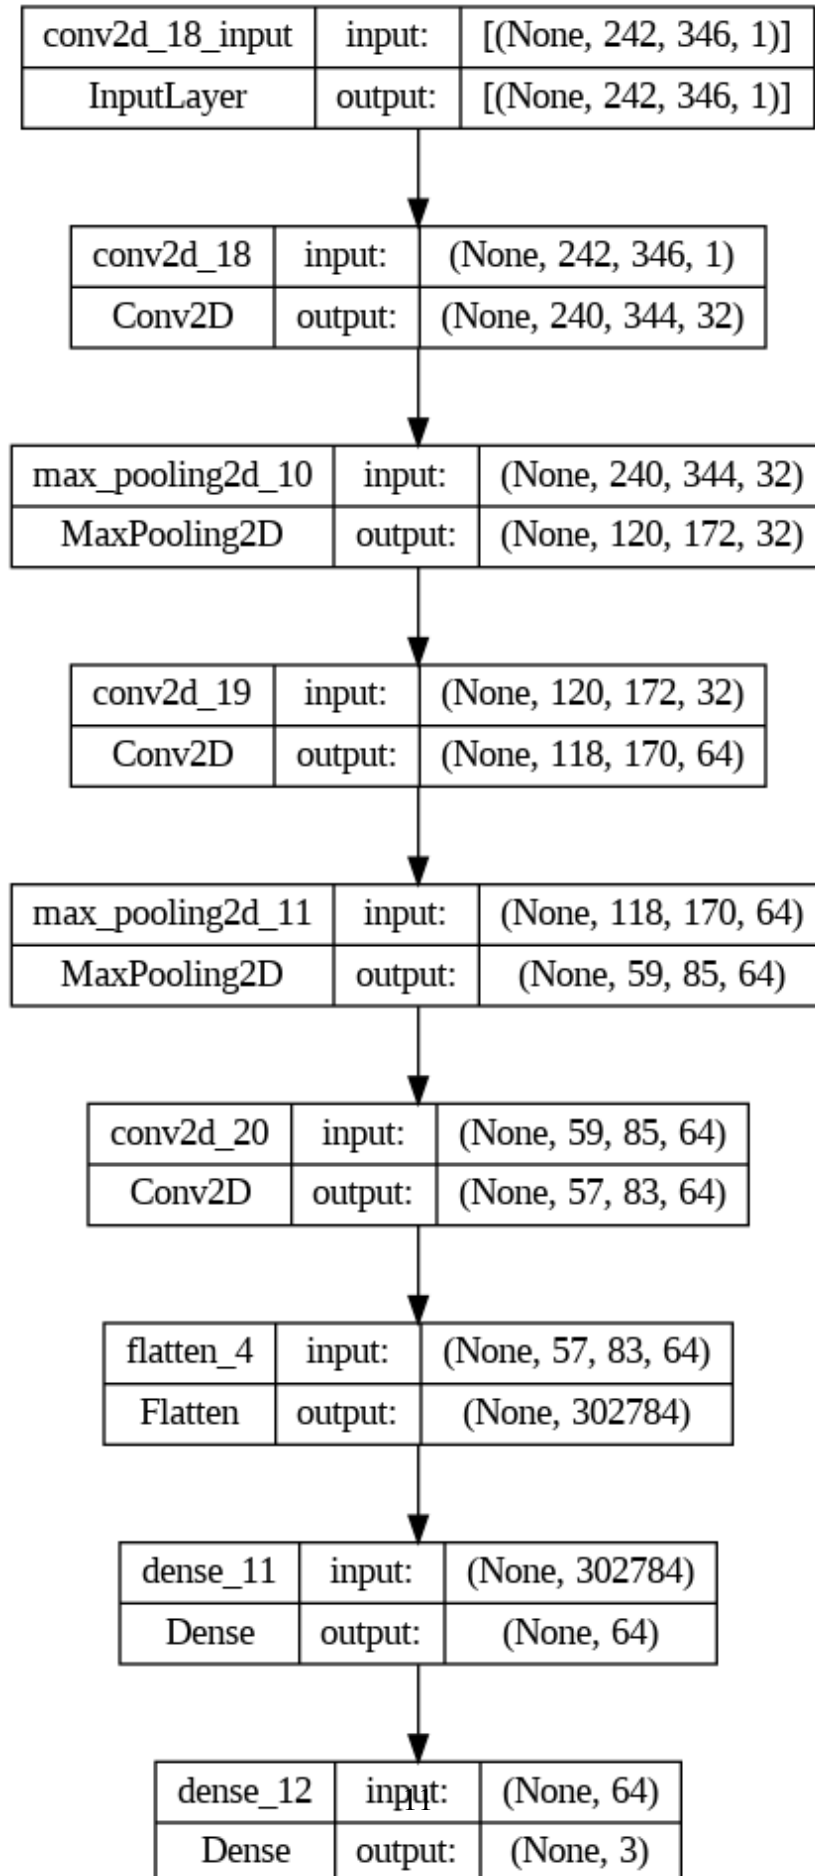 conv2d_18_input input: [(None, 242, 346, 1)]
InputLayer output: [(None, 242, 346, 1)]
conv2d_18 input: (None, 242, 346, 1)
Conv2D output: (None, 240, 344, 32)
max_pooling2d_10 input: (None, 240, 344, 32)
MaxPooling2D output: (None, 120, 172, 32)
conv2d_19 input: (None, 120, 172, 32)
Conv2D output: (None, 118, 170, 64)
max_pooling2d_11 input: (None, 118, 170, 64)
MaxPooling2D output: (None, 59, 85, 64)
conv2d_20 input: (None, 59, 85, 64)
Conv2D output: (None, 57, 83, 64)
flatten_4 input: (None, 57, 83, 64)
Flatten output: (None, 302784)
dense_11 input: (None, 302784)
Dense output: (None, 64)
dense_12 input: (None, 64)
11
Dense output: (None, 3)